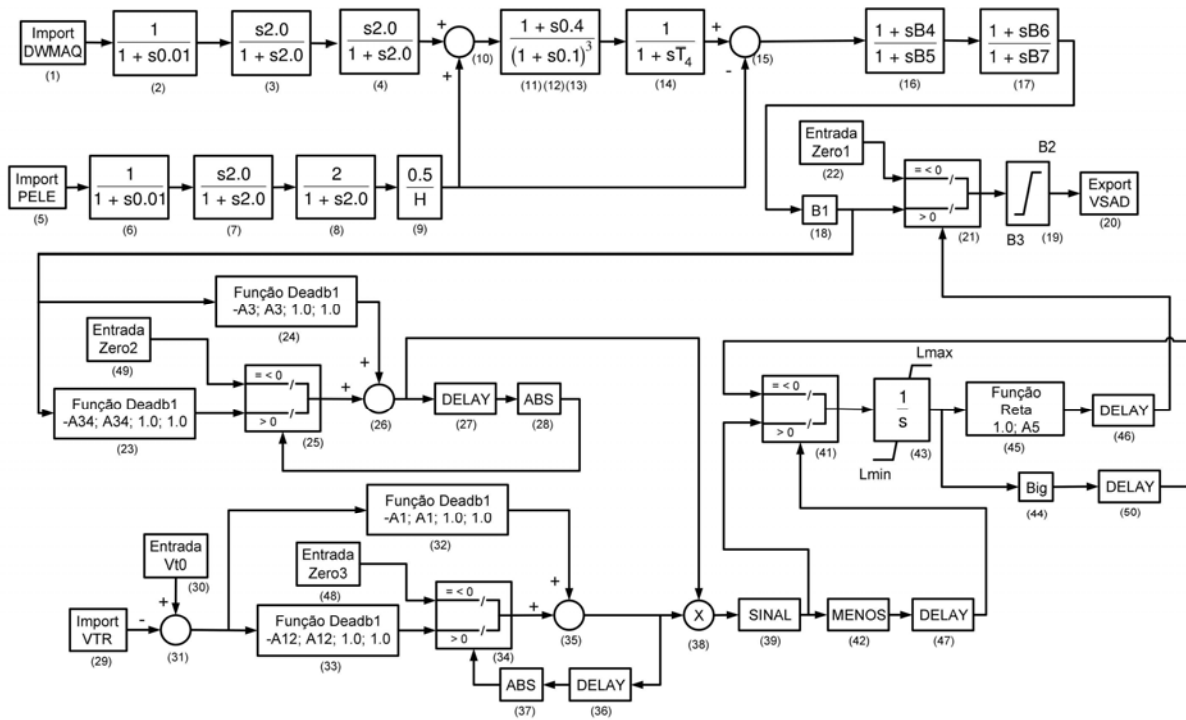 Import
DWMAQ
(1)
1
1 + s0.01
(2)
s2.0
1 + s2.0
(3)
s2.0
1 + s2.0
(4)
+
+
(10)
1 + s0.4
(1 + s0.1)³
(11) (12) (13)
1
1 + sT₄
(14)
+
-
(15)
1 + sB4
1 + sB5
(16)
1 + sB6
1 + sB7
(17)
Import
PELE
(5)
1
1 + s0.01
(6)
s2.0
1 + s2.0
(7)
2
1 + s2.0
(8)
0.5
H
(9)
Entrada
Zero1
(22)
B1
(18)
= < 0
> 0
(21)
B2
B3
(19)
Export
VSAD
(20)
Função Deadb1
-A3; A3; 1.0; 1.0
(24)
Entrada
Zero2
(49)
Função Deadb1
-A34; A34; 1.0; 1.0
(23)
= < 0
> 0
(25)
+
+
(26)
DELAY
(27)
ABS
(28)
= < 0
> 0
(41)
Lmax
1
s
Lmin
(43)
Função
Reta
1.0; A5
(45)
DELAY
(46)
Big
(44)
DELAY
(50)
Função Deadb1
-A1; A1; 1.0; 1.0
(32)
Entrada
Vt0
(30)
Import
VTR
(29)
+
-
(31)
Entrada
Zero3
(48)
Função Deadb1
-A12; A12; 1.0; 1.0
(33)
= < 0
> 0
(34)
+
+
(35)
ABS
(37)
DELAY
(36)
X
(38)
SINAL
(39)
MENOS
(42)
DELAY
(47)